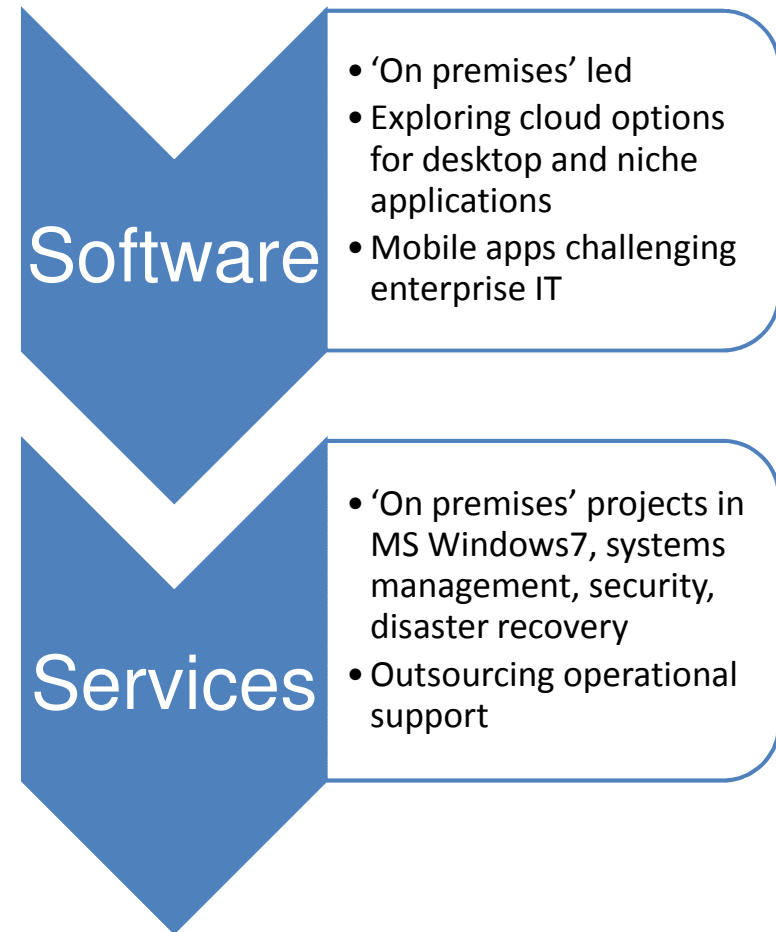 Software
• ‘On premises’ led
• Exploring cloud options
for desktop and niche
applications
• Mobile apps challenging
enterprise IT
Services
• ‘On premises’ projects in
MS Windows7, systems
management, security,
disaster recovery
• Outsourcing operational
support